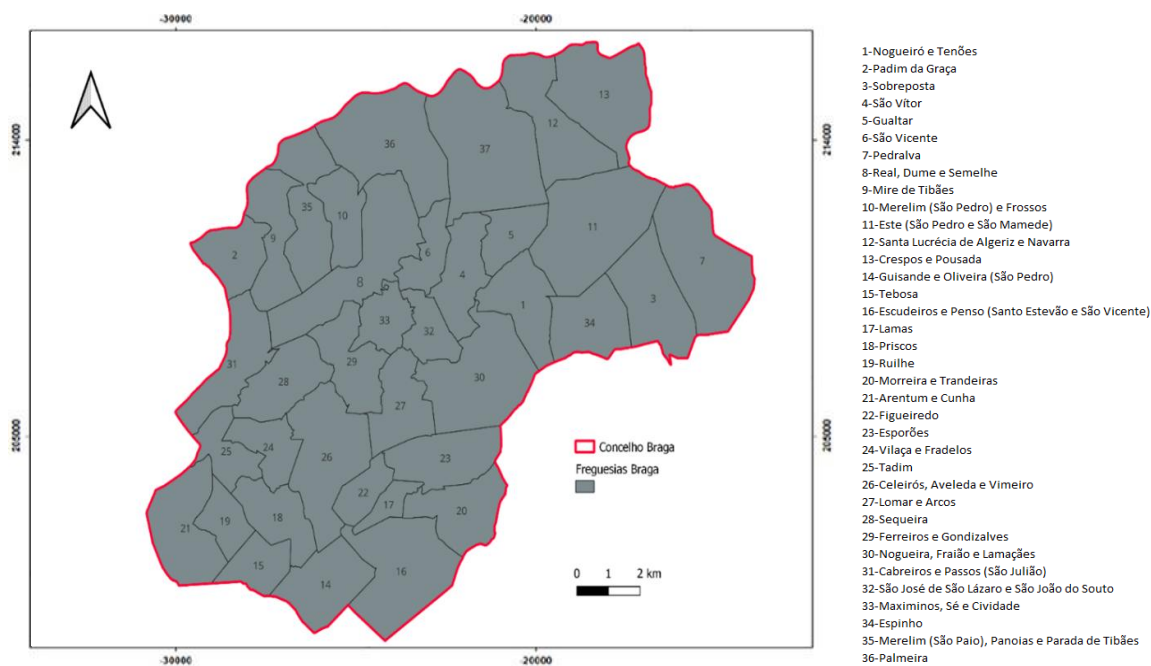 -30000
-20000
214000
214000
205000
205000
13
12
36
37
35
10
9
2
6
5
11
4
7
8
1
3
33
32
34
31
29
28
30
27
24
25
26
23
22
17
20
21
19
18
15
14
16
Concelho Braga
Freguesias Braga
0 1 2 km
-30000
-20000
1-Nogueiró e Tenões
2-Padim da Graça
3-Sobreposta
4-São Vítor
5-Gualtar
6-São Vicente
7-Pedralva
8-Real, Dume e Semelhe
9-Mire de Tibães
10-Merelim (São Pedro) e Frossos
11-Este (São Pedro e São Mamede)
12-Santa Lucrécia de Algeriz e Navarra
13-Crespos e Pousada
14-Guisande e Oliveira (São Pedro)
15-Tebosa
16-Escudeiros e Penso (Santo Estevão e São Vicente)
17-Lamas
18-Priscos
19-Ruilhe
20-Morreira e Trandeiras
21-Arentum e Cunha
22-Figueiredo
23-Esporões
24-Vilaça e Fradelos
25-Tadim
26-Celeirós, Aveleda e Vimeiro
27-Lomar e Arcos
28-Sequeira
29-Ferreiros e Gondizalves
30-Nogueira, Fraião e Lamações
31-Cabreiros e Passos (São Julião)
32-São José de São Lázaro e São João do Souto
33-Maximinos, Sé e Cividade
34-Espinho
35-Merelim (São Paio), Panoias e Parada de Tibães
36-Palmeira